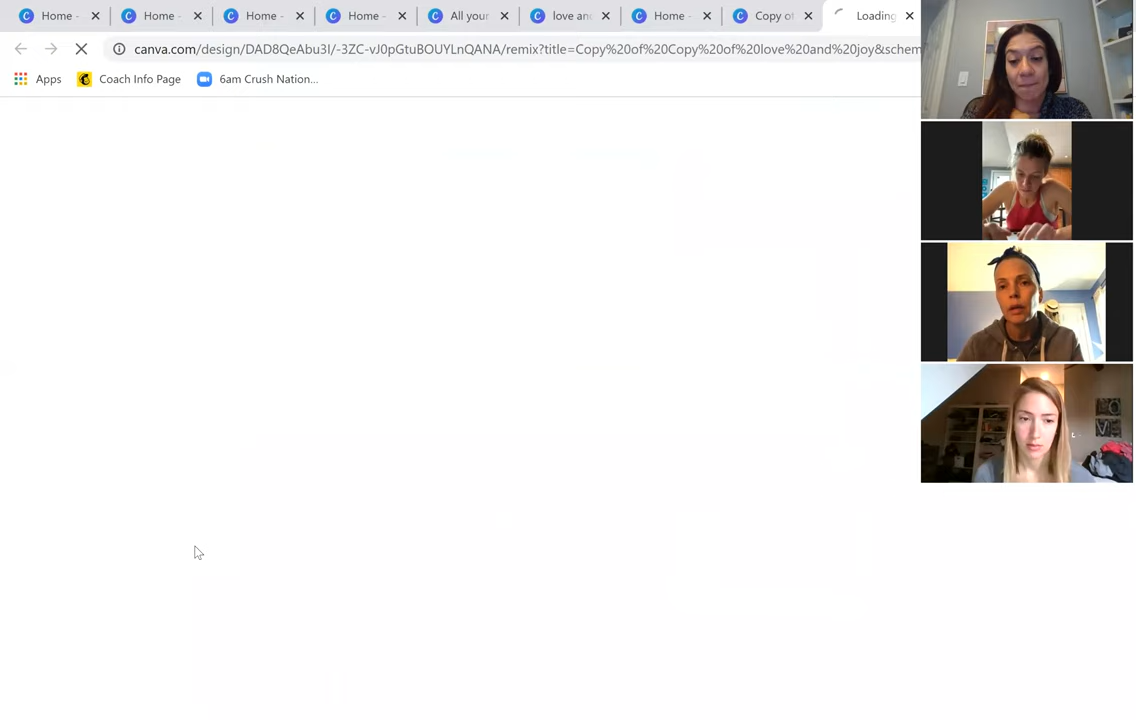 Home - Home - Home - Home - All your love and Home - Copy of Loading
canva.com/design/DAD8QeAbu3I/-3ZC-vJ0pGtuBOUYLnQANA/remix?title=Copy%20of%20Copy%20of%20love%20and%20joy&schem
Apps Coach Info Page 6am Crush Nation...